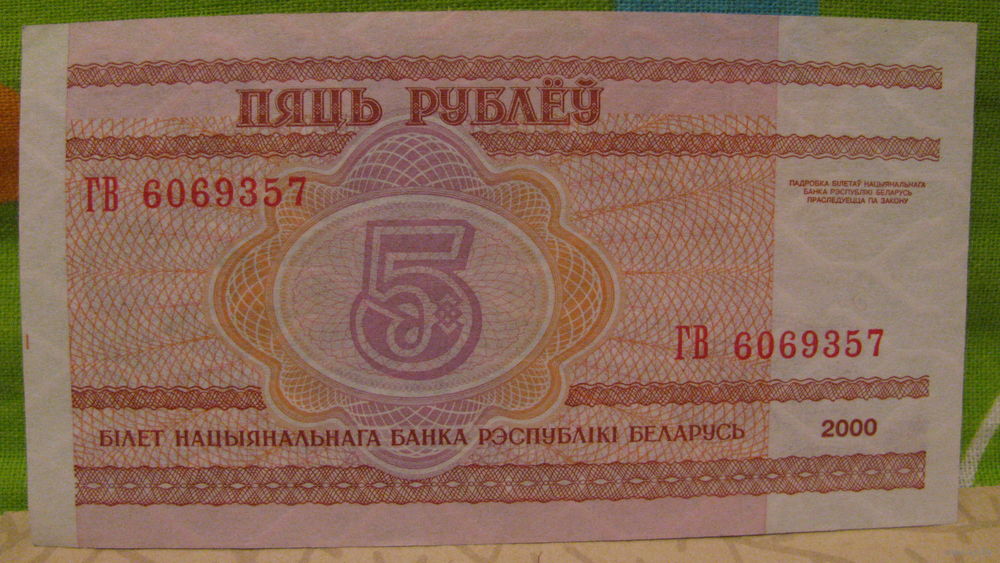 ПЯЦЬ РУБЛЁЎ
ГВ 6069357
ПАДРОБКА БІЛЕТАЎ НАЦЫЯНАЛЬНАГА
БАНКА РЭСПУБЛІКІ БЕЛАРУСЬ
ПРАСЛЕДУЕЦЦА ПА ЗАКОНУ
5
ГВ 6069357
БІЛЕТ НАЦЫЯНАЛЬНАГА БАНКА РЭСПУБЛІКІ БЕЛАРУСЬ
2000